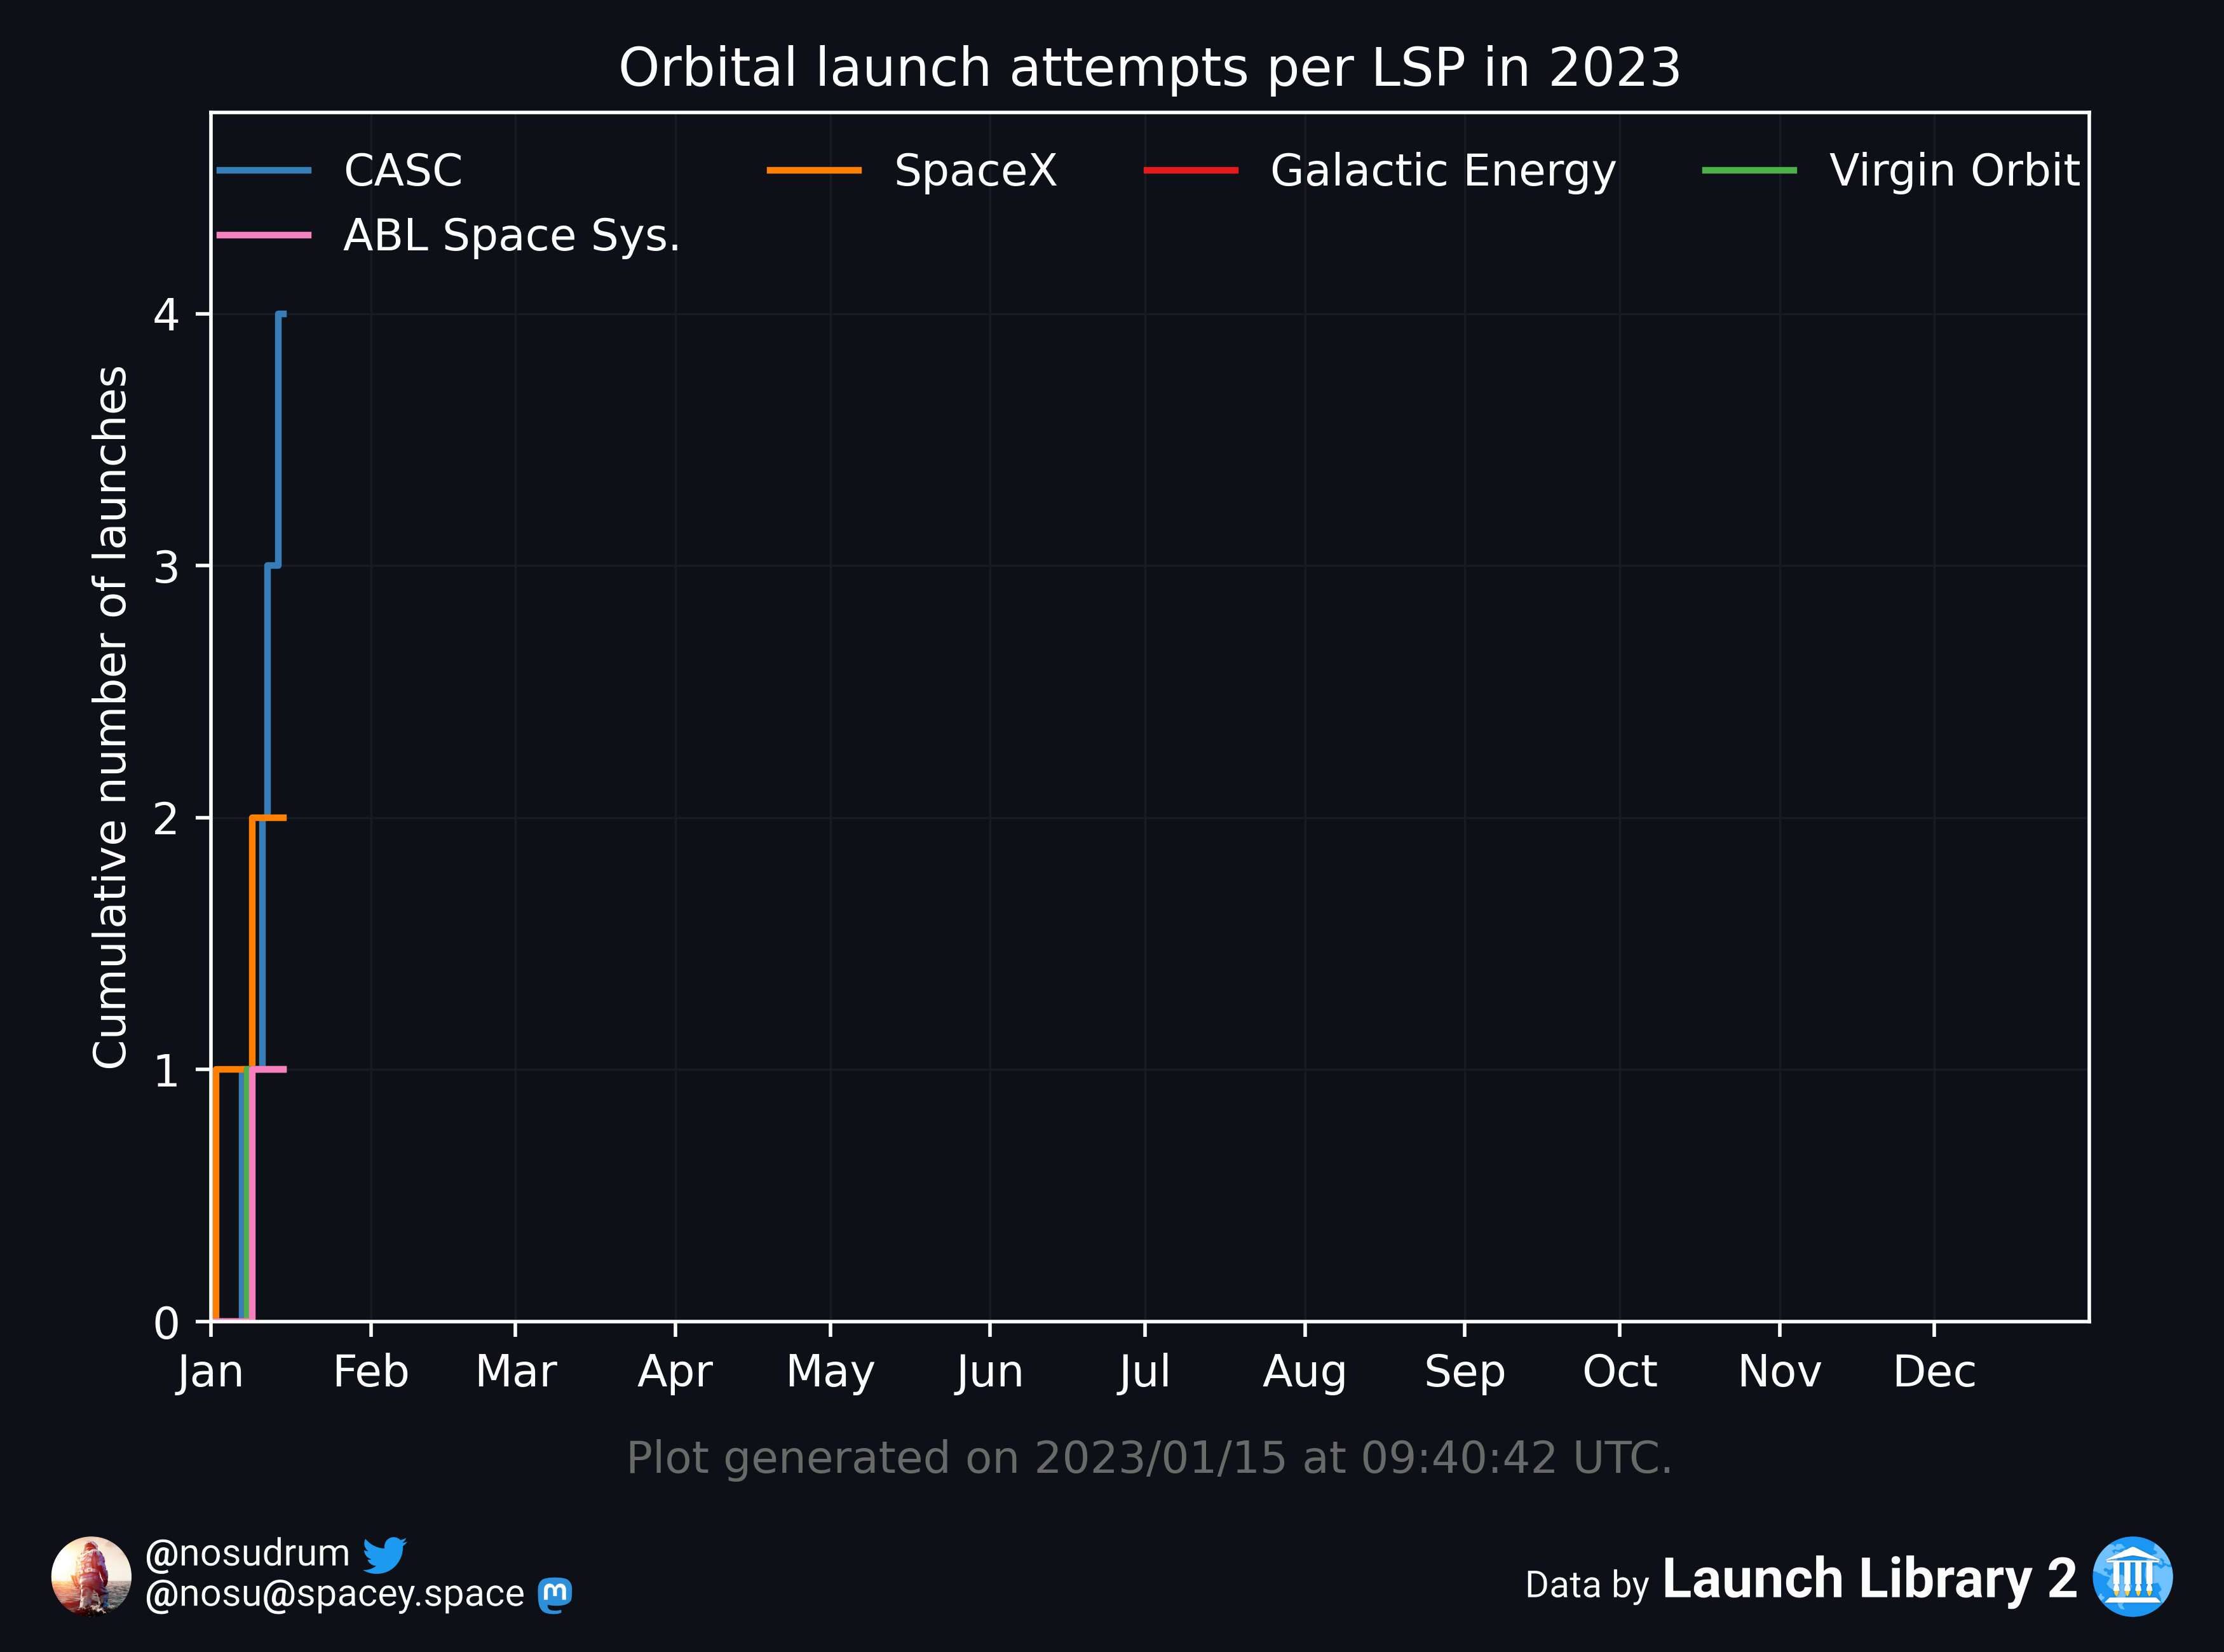 Orbital launch attempts per LSP in 2023
CASC SpaceX Galactic Energy Virgin Orbit
ABL Space Sys.
Cumulative number of launches
4
3
2
1
0
Jan Feb Mar Apr May Jun Jul Aug Sep Oct Nov Dec
Plot generated on 2023/01/15 at 09:40:42 UTC.
@nosudrum
@nosu@spacey.space
Data by Launch Library 2